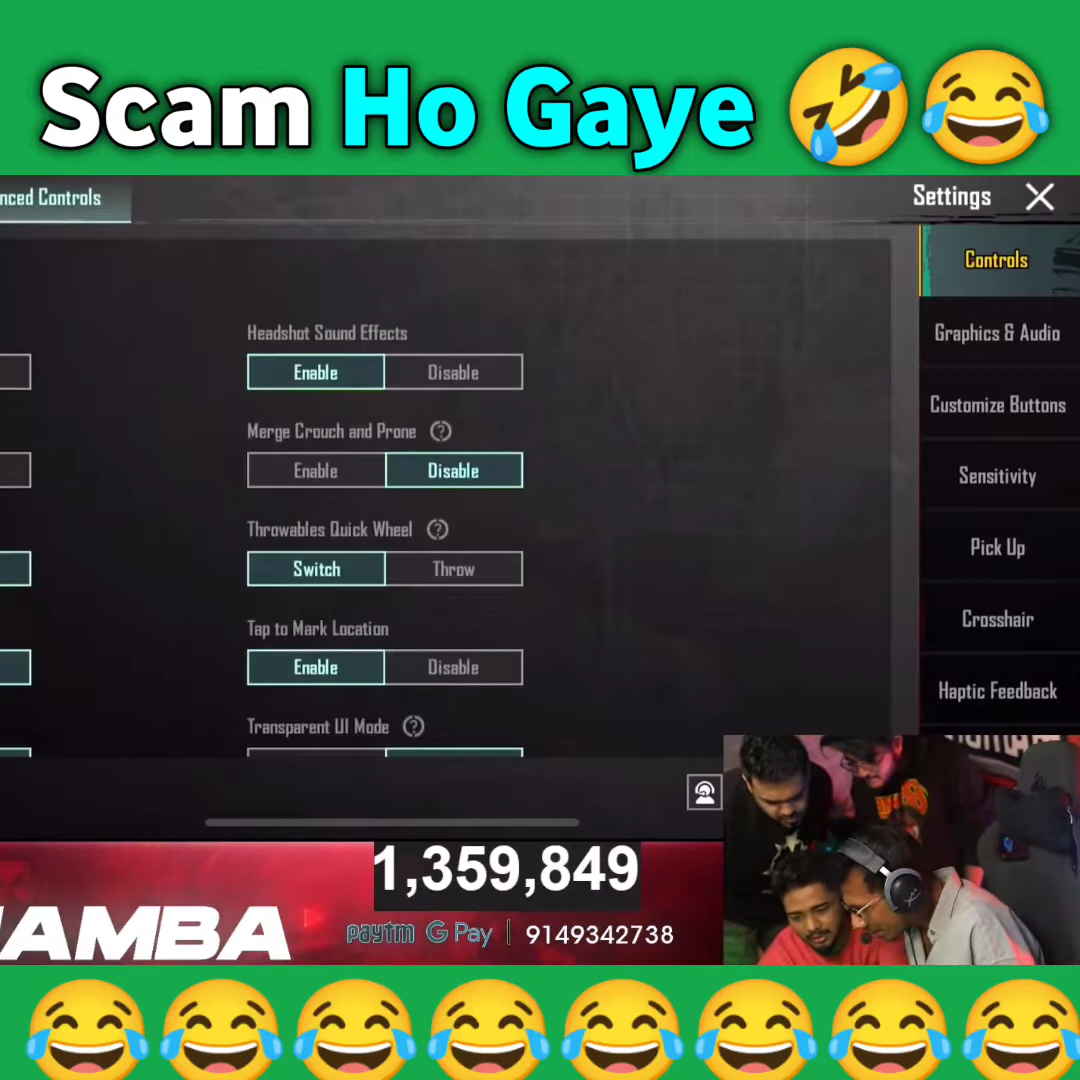 Scam Ho Gaye 🤣😂
nced Controls
Settings
Controls
Graphics & Audio
Customize Buttons
Sensitivity
Pick Up
Crosshair
Haptic Feedback
Headshot Sound Effects
Enable Disable
Merge Crouch and Prone ?
Enable Disable
Throwables Quick Wheel ?
Switch Throw
Tap to Mark Location
Enable Disable
Transparent UI Mode ?
1,359,849
AMBA
paytm G Pay | 9149342738
😂😂😂😂😂😂😂😂